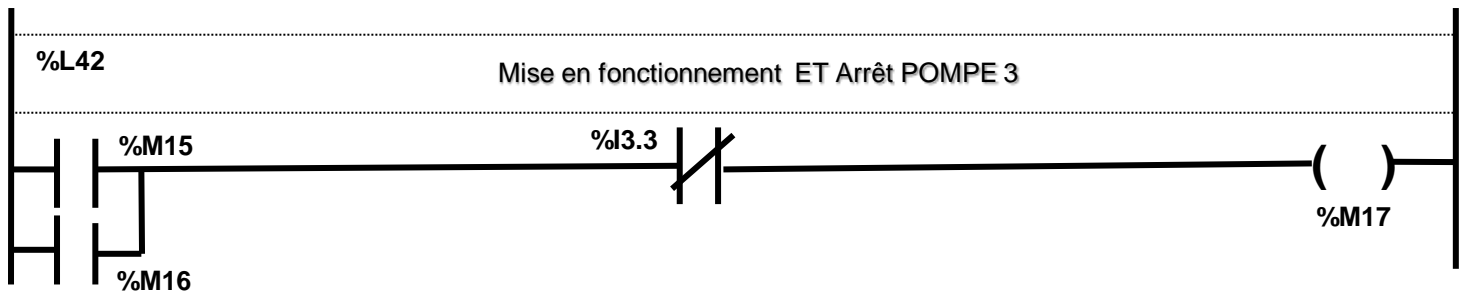 %L42
Mise en fonctionnement ET Arrêt POMPE 3
%M15
%I3.3
( )
%M17
%M16